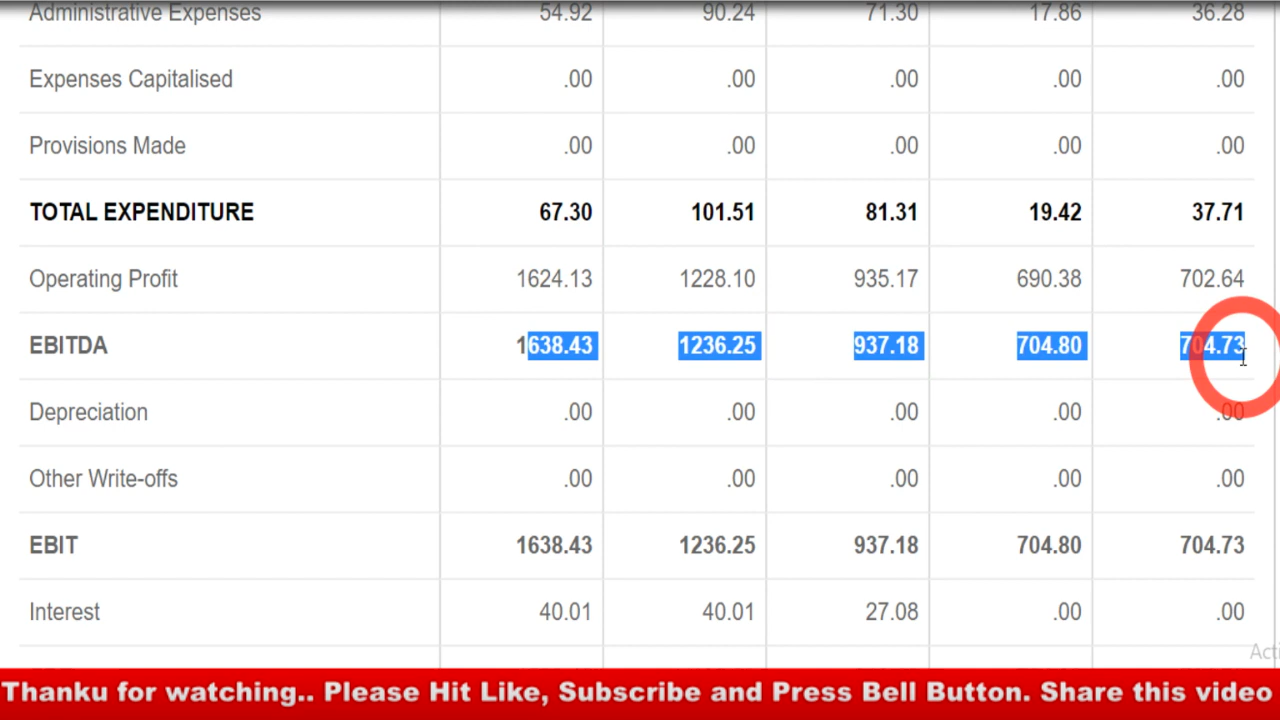 Administrative Expenses 54.92 90.24 71.30 17.86 36.28
Expenses Capitalised .00 .00 .00 .00 .00
Provisions Made .00 .00 .00 .00 .00
TOTAL EXPENDITURE 67.30 101.51 81.31 19.42 37.71
Operating Profit 1624.13 1228.10 935.17 690.38 702.64
EBITDA 1638.43 1236.25 937.18 704.80 704.73
Depreciation .00 .00 .00 .00 .00
Other Write-offs .00 .00 .00 .00 .00
EBIT 1638.43 1236.25 937.18 704.80 704.73
Interest 40.01 40.01 27.08 .00 .00
Acti
Thanku for watching.. Please Hit Like, Subscribe and Press Bell Button. Share this video